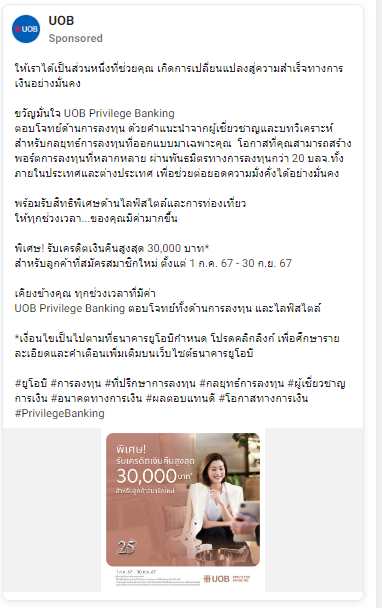 UOB
UOB
Sponsored
ให้เราได้เป็นส่วนหนึ่งที่ช่วยคุณ เกิดการเปลี่ยนแปลงสู่ความสำเร็จทางการ
เงินอย่างมั่นคง
ขวัญมั่นใจ UOB Privilege Banking
ตอบโจทย์ด้านการลงทุน ด้วยคำแนะนำจากผู้เชี่ยวชาญและบทวิเคราะห์
สำหรับกลยุทธ์การลงทุนที่ออกแบบมาเฉพาะคุณ โอกาสที่คุณสามารถสร้าง
พอร์ตการลงทุนที่หลากหลาย ผ่านพันธมิตรทางการลงทุนกว่า 20 บลจ.ทั้ง
ภายในประเทศและต่างประเทศ เพื่อช่วยต่อยอดความมั่งคั่งได้อย่างมั่นคง
พร้อมรับสิทธิพิเศษด้านไลฟ์สไตล์และการท่องเที่ยว
ให้ทุกช่วงเวลา...ของคุณมีค่ามากขึ้น
พิเศษ! รับเครดิตเงินคืนสูงสุด 30,000 บาท*
สำหรับลูกค้าที่สมัครสมาชิกใหม่ ตั้งแต่ 1 ก.ค. 67 - 30 ก.ย. 67
เคียงข้างคุณ ทุกช่วงเวลาที่มีค่า
UOB Privilege Banking ตอบโจทย์ทั้งด้านการลงทุน และไลฟ์สไตล์
*เงื่อนไขเป็นไปตามที่ธนาคารยูโอบีกำหนด โปรดคลิกลิงก์ เพื่อศึกษาราย
ละเอียดและคำเตือนเพิ่มเติมบนเว็บไซต์ธนาคารยูโอบี
#ยูโอบี #การลงทุน #ที่ปรึกษาการลงทุน #กลยุทธ์การลงทุน #ผู้เชี่ยวชาญ
การเงิน #อนาคตทางการเงิน #ผลตอบแทนดี #โอกาสทางการเงิน
#PrivilegeBanking
พิเศษ!
รับเครดิตเงินคืนสูงสุด
30,000 บาท*
สำหรับลูกค้าสมาชิกใหม่
25
1 ก.ค. 67 - 30 ก.ย. 67
UOB PRIVILEGE BANKING